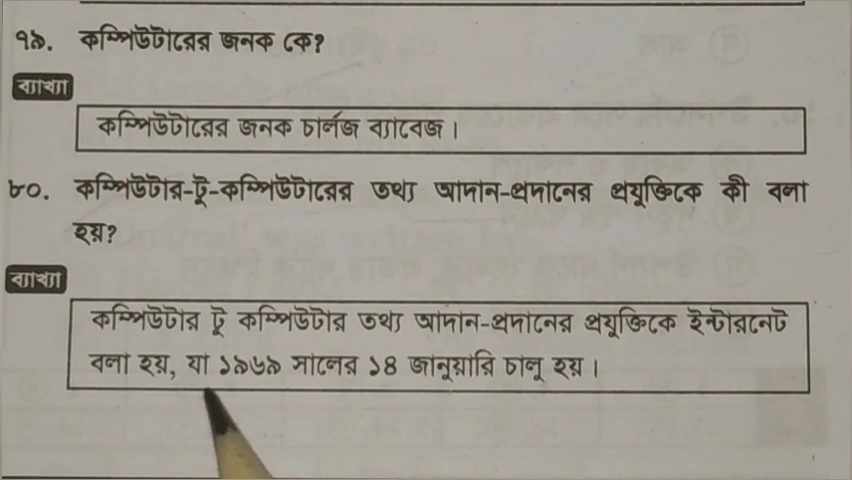 ৭৯. কম্পিউটারের জনক কে?
ব্যাখ্যা
কম্পিউটারের জনক চার্লজ ব্যাবেজ।
৮০. কম্পিউটার-টু-কম্পিউটারের তথ্য আদান-প্রদানের প্রযুক্তিকে কী বলা
হয়?
ব্যাখ্যা
কম্পিউটার টু কম্পিউটার তথ্য আদান-প্রদানের প্রযুক্তিকে ইন্টারনেট
বলা হয়, যা ১৯৬৯ সালের ১৪ জানুয়ারি চালু হয়।